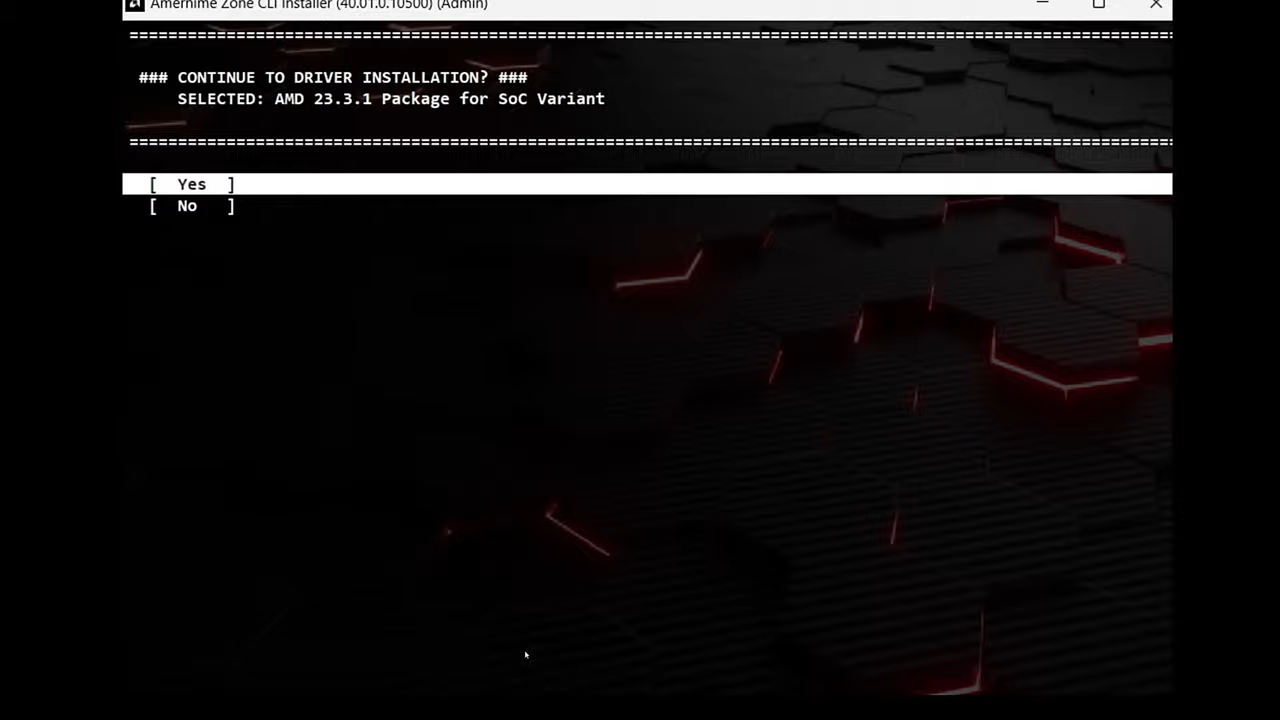 Amernime Zone CLI Installer (40.01.0.10500) (Admin)
================================================================================
### CONTINUE TO DRIVER INSTALLATION? ###
SELECTED: AMD 23.3.1 Package for SoC Variant
================================================================================
[ Yes ]
[ No ]